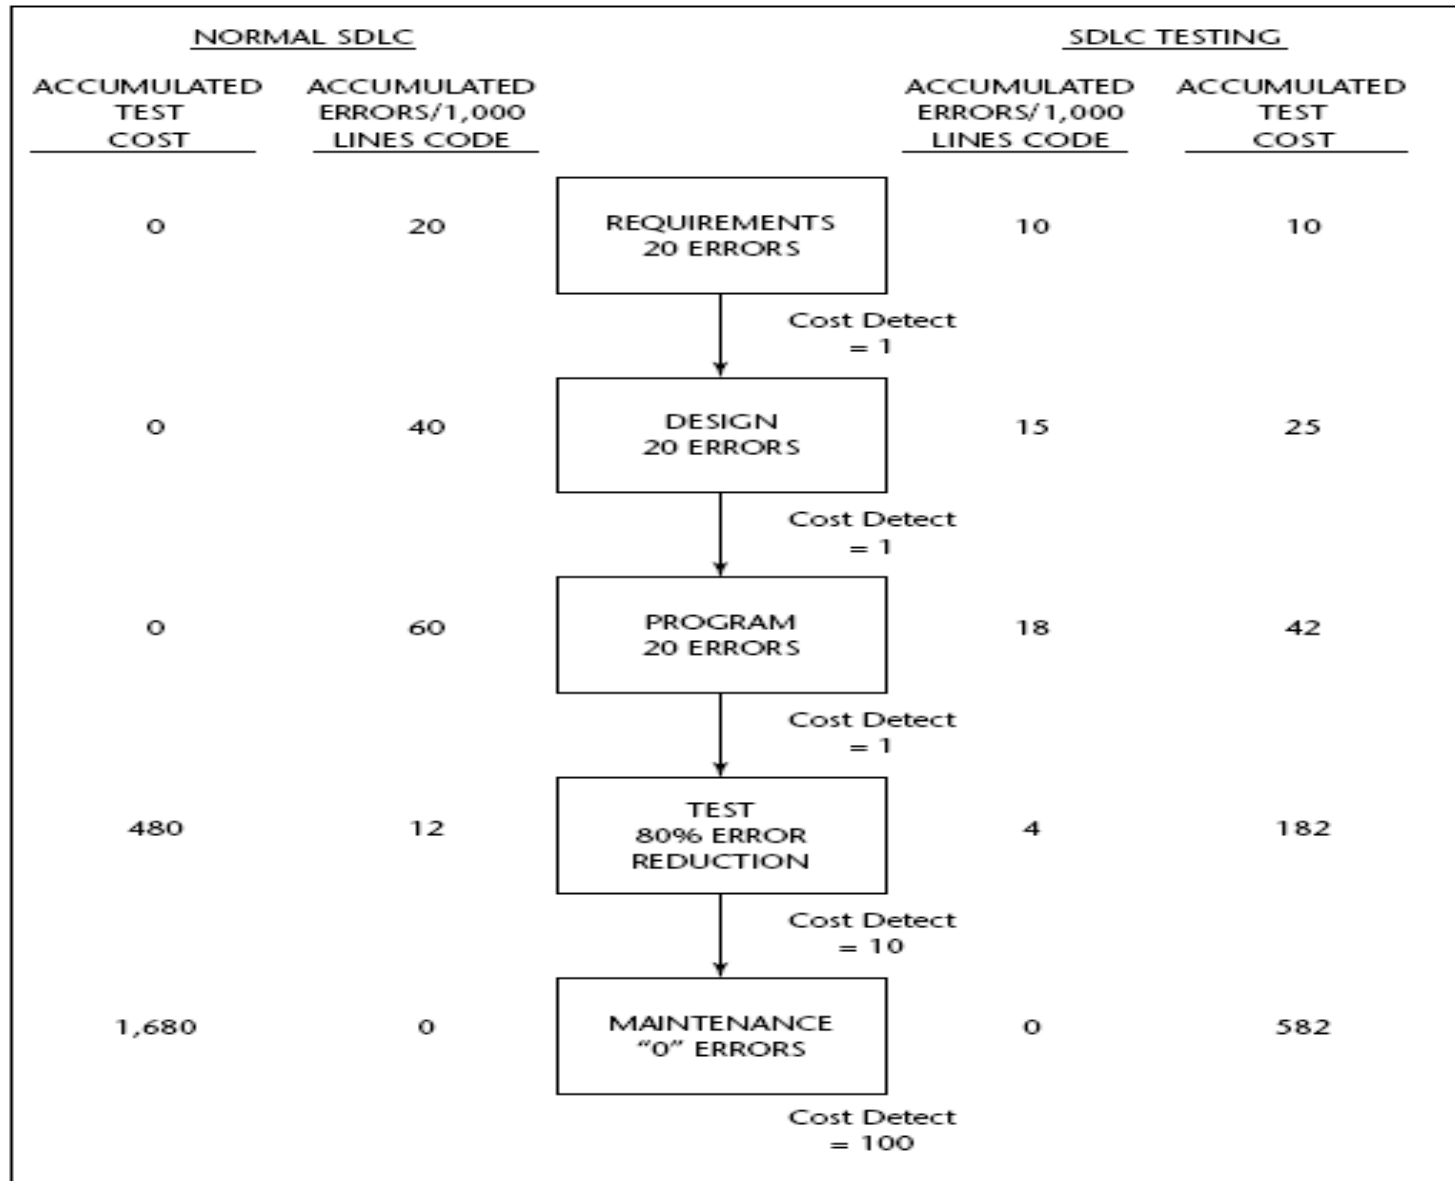 NORMAL SDLC
SDLC TESTING
ACCUMULATED
TEST
COST
ACCUMULATED
ERRORS/1,000
LINES CODE
ACCUMULATED
ERRORS/1,000
LINES CODE
ACCUMULATED
TEST
COST
0
20
REQUIREMENTS
20 ERRORS
10
10
Cost Detect
= 1
0
40
DESIGN
20 ERRORS
15
25
Cost Detect
= 1
0
60
PROGRAM
20 ERRORS
18
42
Cost Detect
= 1
480
12
TEST
80% ERROR
REDUCTION
4
182
Cost Detect
= 10
1,680
0
MAINTENANCE
“0” ERRORS
0
582
Cost Detect
= 100